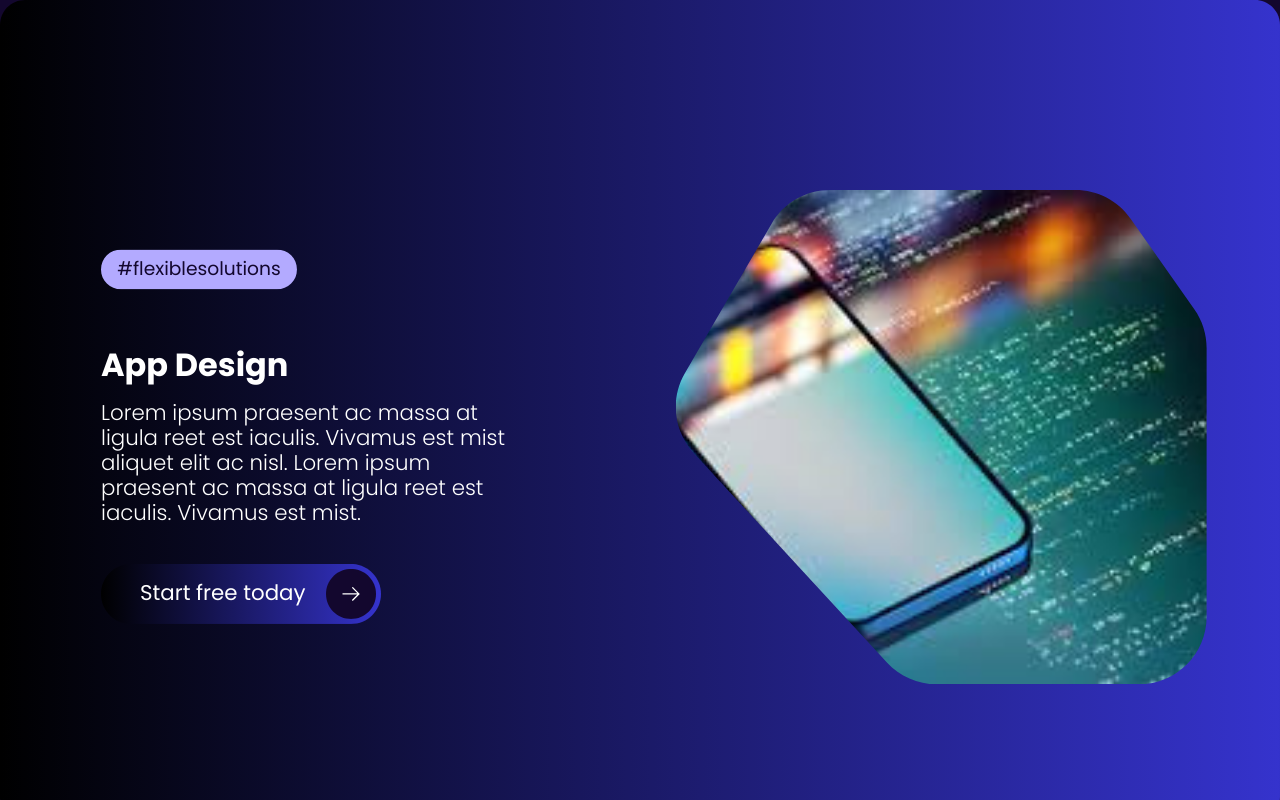 #flexiblesolutions
App Design
Lorem ipsum praesent ac massa at
ligula reet est iaculis. Vivamus est mist
aliquet elit ac nisl. Lorem ipsum
praesent ac massa at ligula reet est
iaculis. Vivamus est mist.
Start free today